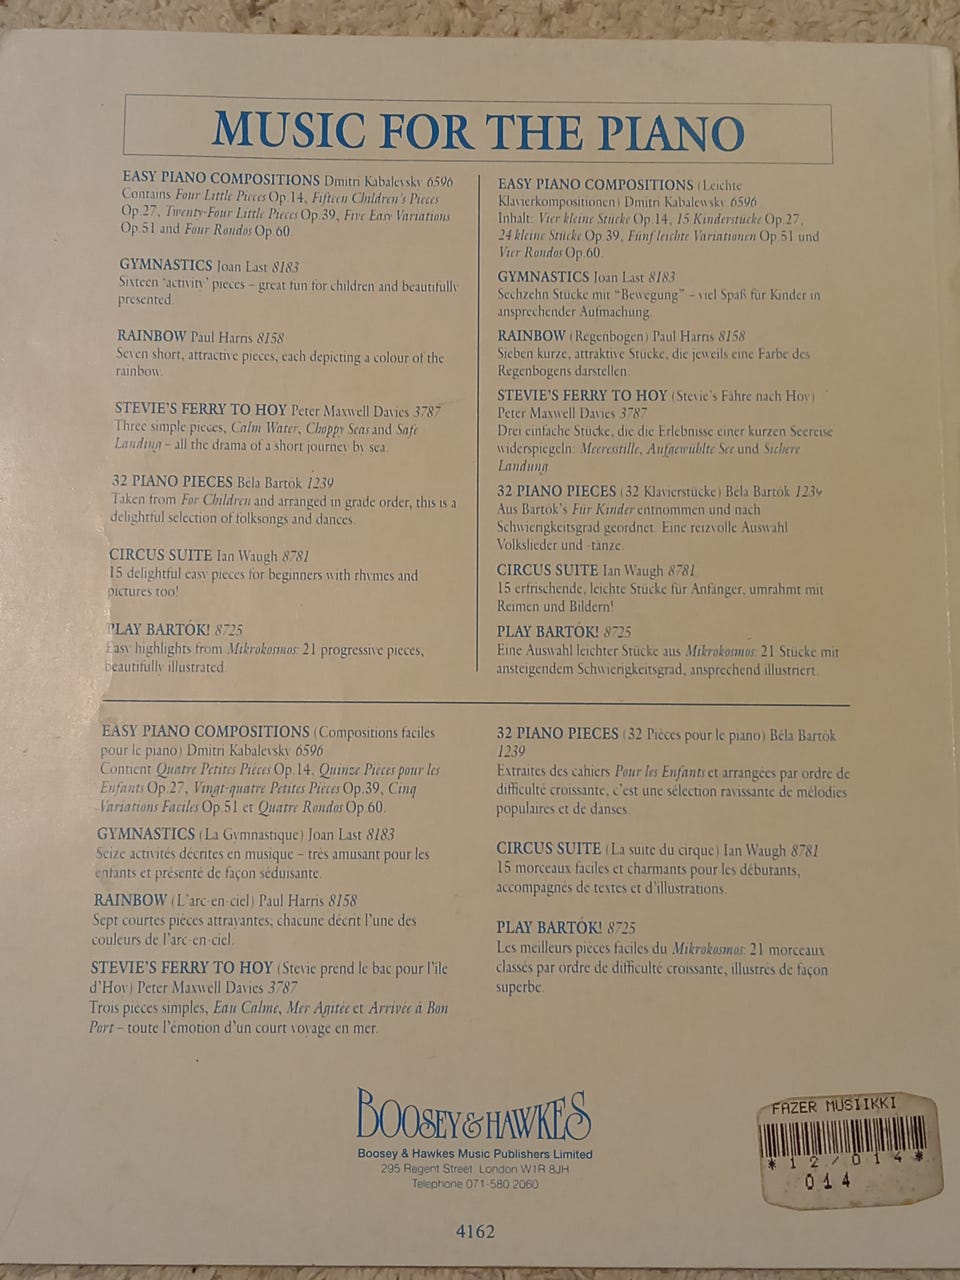 MUSIC FOR THE PIANO
EASY PIANO COMPOSITIONS Dmitri Kabalevsky 6596
Contains Four Little Pieces Op.14, Fifteen Children's Pieces
Op.27, Twenty-Four Little Pieces Op.39, Five Easy Variations
Op.51 and Four Rondos Op.60.
GYMNASTICS Joan Last 8183
Sixteen 'activity' pieces – great fun for children and beautifully
presented.
RAINBOW Paul Harris 8158
Seven short, attractive pieces, each depicting a colour of the
rainbow.
STEVIE'S FERRY TO HOY Peter Maxwell Davies 3787
Three simple pieces, Calm Water, Choppy Seas and Safe
Landing – all the drama of a short journey by sea.
32 PIANO PIECES Béla Bartók 1239
Taken from For Children and arranged in grade order, this is a
delightful selection of folksongs and dances.
CIRCUS SUITE Ian Waugh 8781
15 delightful easy pieces for beginners with rhymes and
pictures too!
PLAY BARTÓK! 8725
Easy highlights from Mikrokosmos: 21 progressive pieces,
beautifully illustrated.
EASY PIANO COMPOSITIONS (Leichte
Klavierkompositionen) Dmitri Kabalewsky 6596
Inhalt: Vier kleine Stücke Op.14, 15 Kinderstücke Op.27,
24 kleine Stücke Op.39, Fünf leichte Variationen Op.51 und
Vier Rondos Op.60.
GYMNASTICS Joan Last 8183
Sechzehn Stücke mit "Bewegung" – viel Spaß für Kinder in
ansprechender Aufmachung.
RAINBOW (Regenbogen) Paul Harris 8158
Sieben kurze, attraktive Stücke, die jeweils eine Farbe des
Regenbogens darstellen.
STEVIE'S FERRY TO HOY (Stevie's Fähre nach Hoy)
Peter Maxwell Davies 3787
Drei einfache Stücke, die die Erlebnisse einer kurzen Seereise
widerspiegeln: Meeresstille, Aufgewühlte See und Sichere
Landung.
32 PIANO PIECES (32 Klavierstücke) Béla Bartók 1239
Aus Bartók's Für Kinder entnommen und nach
Schwierigkeitsgrad geordnet. Eine reizvolle Auswahl
Volkslieder und -tänze.
CIRCUS SUITE Ian Waugh 8781
15 erfrischende, leichte Stücke für Anfänger, umrahmt mit
Reimen und Bildern!
PLAY BARTÓK! 8725
Eine Auswahl leichter Stücke aus Mikrokosmos: 21 Stücke mit
ansteigendem Schwierigkeitsgrad, ansprechend illustriert.
EASY PIANO COMPOSITIONS (Compositions faciles
pour le piano) Dmitri Kabalevsky 6596
Contient Quatre Petites Pièces Op.14, Quinze Pièces pour les
Enfants Op.27, Vingt-quatre Petites Pièces Op.39, Cinq
Variations Faciles Op.51 et Quatre Rondos Op.60.
GYMNASTICS (La Gymnastique) Joan Last 8183
Seize activités décrites en musique – très amusant pour les
enfants et présenté de façon séduisante.
RAINBOW (L'arc-en-ciel) Paul Harris 8158
Sept courtes pièces attrayantes; chacune décrit l'une des
couleurs de l'arc-en-ciel.
STEVIE'S FERRY TO HOY (Stevie prend le bac pour l'île
d'Hoy) Peter Maxwell Davies 3787
Trois pièces simples, Eau Calme, Mer Agitée et Arrivée à Bon
Port – toute l'émotion d'un court voyage en mer.
32 PIANO PIECES (32 Pièces pour le piano) Béla Bartók
1239
Extraites des cahiers Pour les Enfants et arrangées par ordre de
difficulté croissante, c'est une sélection ravissante de mélodies
populaires et de danses.
CIRCUS SUITE (La suite du cirque) Ian Waugh 8781
15 morceaux faciles et charmants pour les débutants,
accompagnés de textes et d'illustrations.
PLAY BARTÓK! 8725
Les meilleurs pièces faciles du Mikrokosmos: 21 morceaux
classés par ordre de difficulté croissante, illustrés de façon
superbe.
BOOSEY & HAWKES
Boosey & Hawkes Music Publishers Limited
295 Regent Street, London W1R 8JH
Telephone 071-580 2060
4162
FAZER MUSIIKKI
*12/014*
014